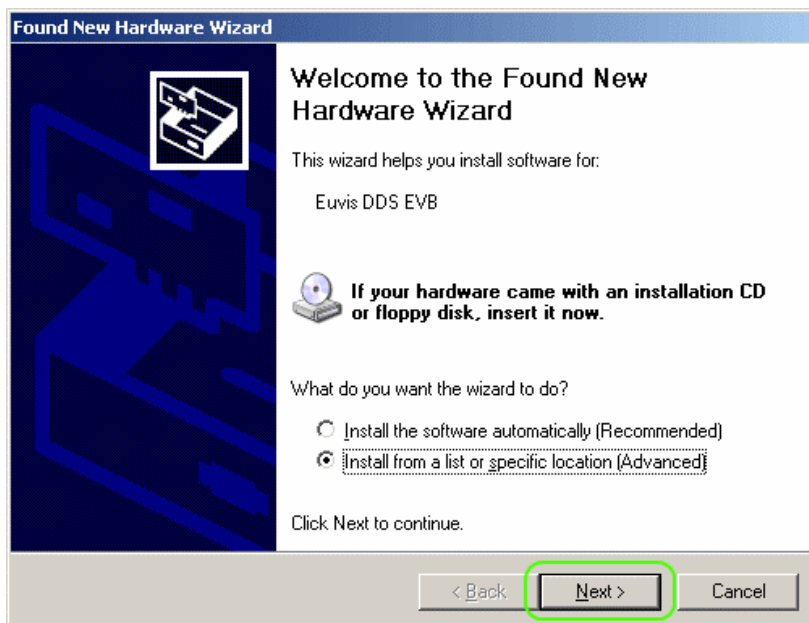 Found New Hardware Wizard
Welcome to the Found New
Hardware Wizard
This wizard helps you install software for:
Euvis DDS EVB
If your hardware came with an installation CD
or floppy disk, insert it now.
What do you want the wizard to do?
Install the software automatically (Recommended)
Install from a list or specific location (Advanced)
Click Next to continue.
< Back Next > Cancel